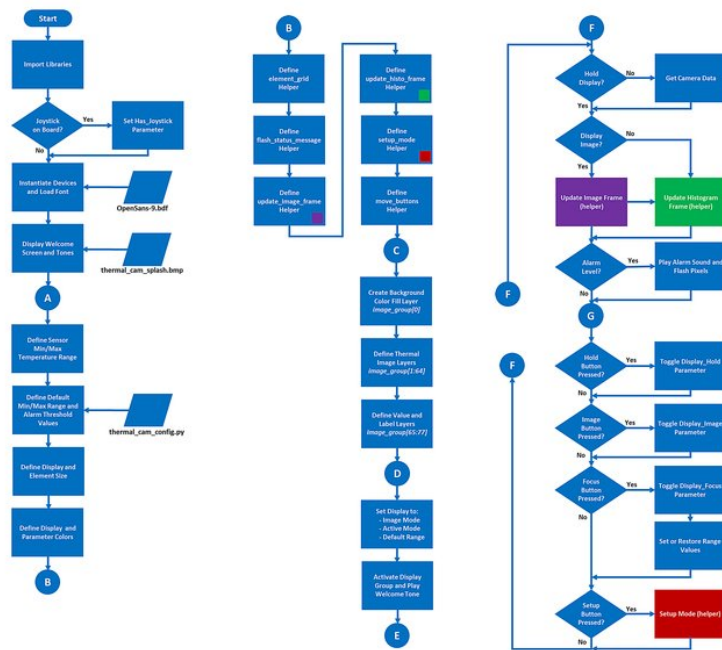 Start
Import Libraries
Joystick
on Board?
Yes
No
Set Has_Joystick
Parameter
Instantiate Devices
and Load Font
OpenSans-9.bdf
Display Welcome
Screen and Tones
thermal_cam_splash.bmp
A
Define Sensor
Min/Max
Temperature Range
Define Default
Min/Max Range and
Alarm Threshold
Values
thermal_cam_config.py
Define Display and
Element Size
Define Display and
Parameter Colors
B
B
Define
element_grid
Helper
Define
flash_status_message
Helper
Define
update_image_frame
Helper
Define
update_histo_frame
Helper
Define
setup_mode
Helper
Define
move_buttons
Helper
C
Create Background
Color Fill Layer
image_group[0]
Define Thermal
Image Layers
image_group[1:64]
Define Value and
Label Layers
image_group[65:77]
D
Set Display to:
- Image Mode
- Active Mode
- Default Range
Activate Display
Group and Play
Welcome Tone
E
F
Hold
Display?
No
Yes
Get Camera Data
Display
Image?
No
Yes
Update Image Frame
(helper)
Update Histogram
Frame (helper)
Alarm
Level?
Yes
No
Play Alarm Sound and
Flash Pixels
F
G
F
Hold
Button
Pressed?
Yes
No
Toggle Display_Hold
Parameter
Image
Button
Pressed?
Yes
No
Toggle Display_Image
Parameter
Focus
Button
Pressed?
Yes
No
Toggle Display_Focus
Parameter
Set or Restore Range
Values
Setup
Button
Pressed?
Yes
No
Setup Mode (helper)